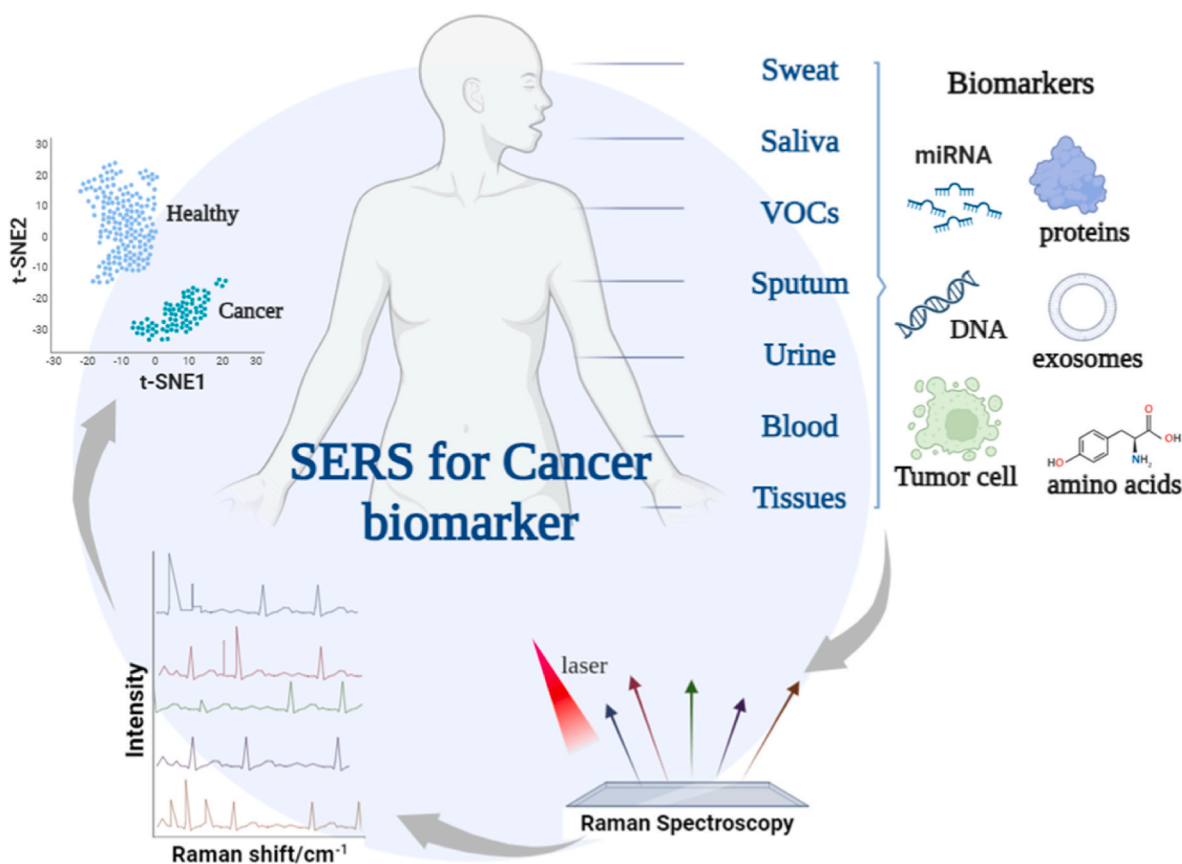 Sweat
Saliva
VOCs
Sputum
Urine
Blood
Tissues
Biomarkers
miRNA
proteins
DNA
exosomes
Tumor cell
O
OH
HO
NH₂
amino acids
30
20
10
0
-10
-20
-30
t-SNE2
Healthy
Cancer
-30 -20 -10 0 10 20 30
t-SNE1
SERS for Cancer
biomarker
laser
Raman Spectroscopy
Intensity
Raman shift/cm⁻¹